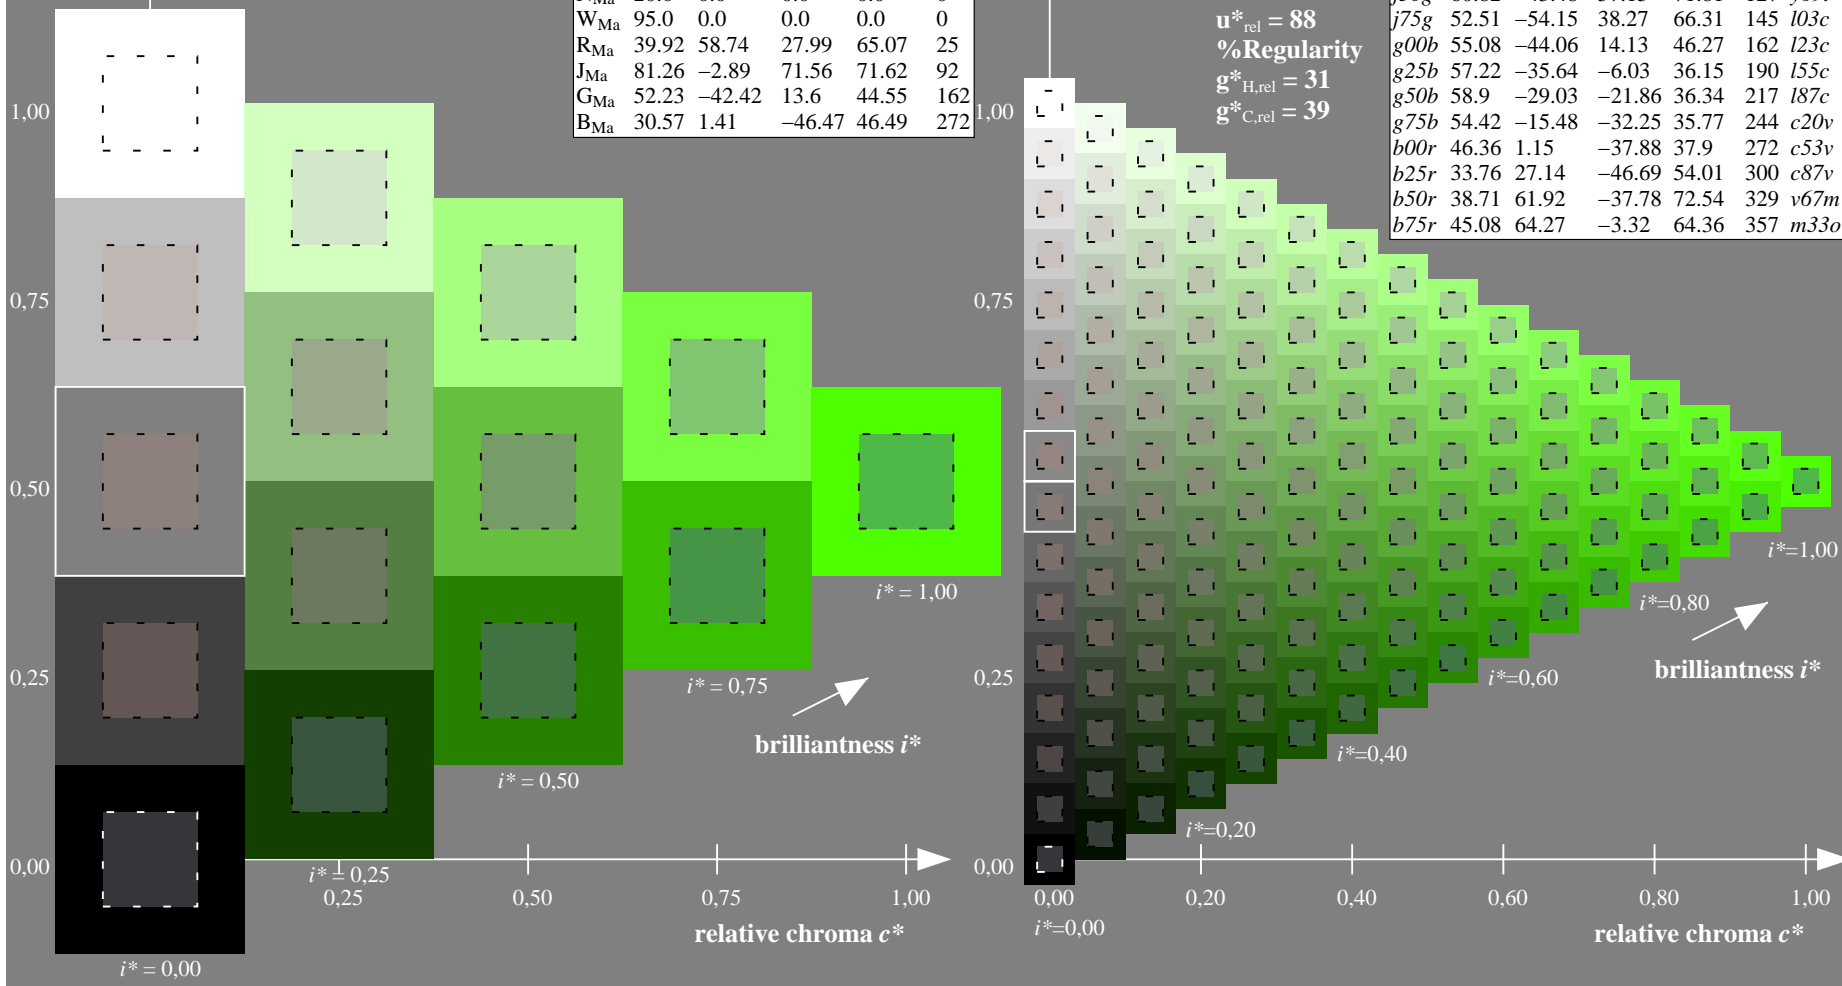 W_Ma 95.0 0.0 0.0 0.0 0
R_Ma 39.92 58.74 27.99 65.07 25
J_Ma 81.26 −2.89 71.56 71.62 92
G_Ma 52.23 −42.42 13.6 44.55 162
B_Ma 30.57 1.41 −46.47 46.49 272
1,00
0,75
0,50
0,25
0,00
i* = 1,00
i* = 0,75
brilliantness i*
i* = 0,50
i* = 0,25
0,25 0,50 0,75 1,00
relative chroma c*
i* = 0,00
u*rel = 88
%Regularity
g*H,rel = 31
g*C,rel = 39
j75g 52.51 −54.15 38.27 66.31 145 l03c
g00b 55.08 −44.06 14.13 46.27 162 l23c
g25b 57.22 −35.64 −6.03 36.15 190 l55c
g50b 58.9 −29.03 −21.86 36.34 217 l87c
g75b 54.42 −15.48 −32.25 35.77 244 c20v
b00r 46.36 1.15 −37.88 37.9 272 c53v
b25r 33.76 27.14 −46.69 54.01 300 c87v
b50r 38.71 61.92 −37.78 72.54 329 v67m
b75r 45.08 64.27 −3.32 64.36 357 m33o
1,00
0,75
0,50
0,25
0,00
i*=1,00
i*=0,80
brilliantness i*
i*=0,60
i*=0,40
i*=0,20
0,00 0,20 0,40 0,60 0,80 1,00
i*=0,00
relative chroma c*